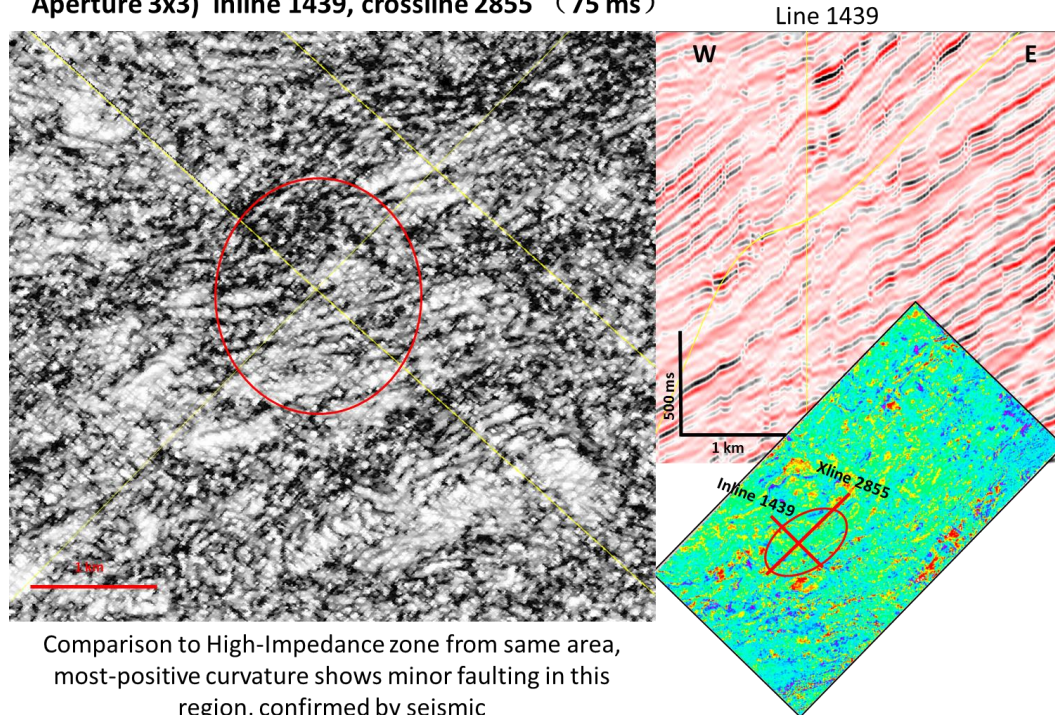 Aperture 3x3) Inline 1439, crossline 2855 （75 ms）
Line 1439
W
E
500 ms
1 km
Xline 2855
Inline 1439
1 km
Comparison to High-Impedance zone from same area,
most-positive curvature shows minor faulting in this
region, confirmed by seismic